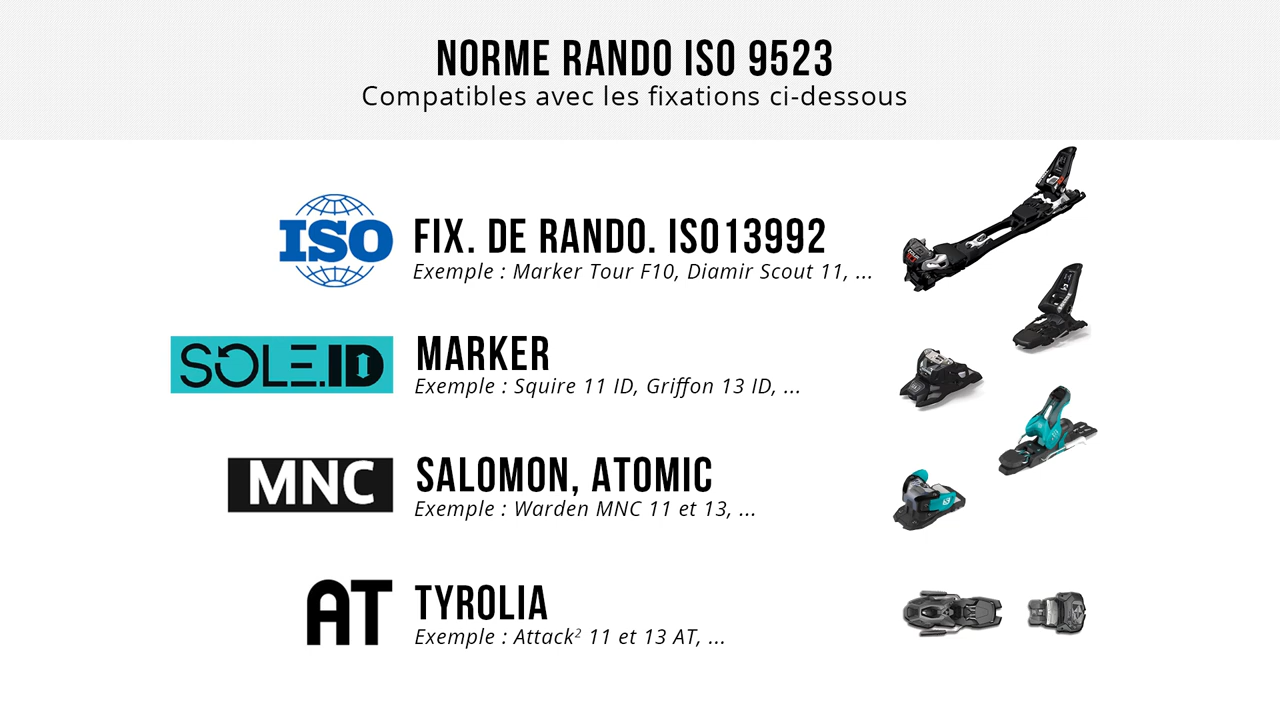 NORME RANDO ISO 9523
Compatibles avec les fixations ci-dessous
ISO
FIX. DE RANDO. ISO13992
Exemple : Marker Tour F10, Diamir Scout 11, ...
SOLE.ID
MARKER
Exemple : Squire 11 ID, Griffon 13 ID, ...
MNC
SALOMON, ATOMIC
Exemple : Warden MNC 11 et 13, ...
AT
TYROLIA
Exemple : Attack² 11 et 13 AT, ...